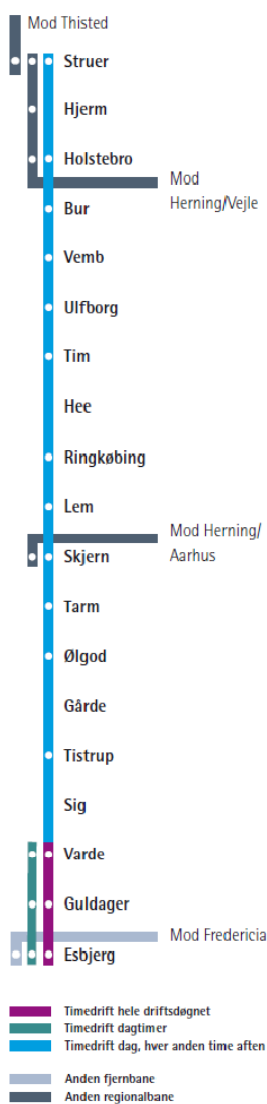 Mod Thisted
Struer
Hjerm
Holstebro
Mod
Herning/Vejle
Bur
Vemb
Ulfborg
Tim
Hee
Ringkøbing
Lem
Mod Herning/
Aarhus
Skjern
Tarm
Ølgod
Gårde
Tistrup
Sig
Varde
Guldager
Mod Fredericia
Esbjerg
Timedrift hele driftsdøgnet
Timedrift dagtimer
Timedrift dag, hver anden time aften
Anden fjernbane
Anden regionalbane